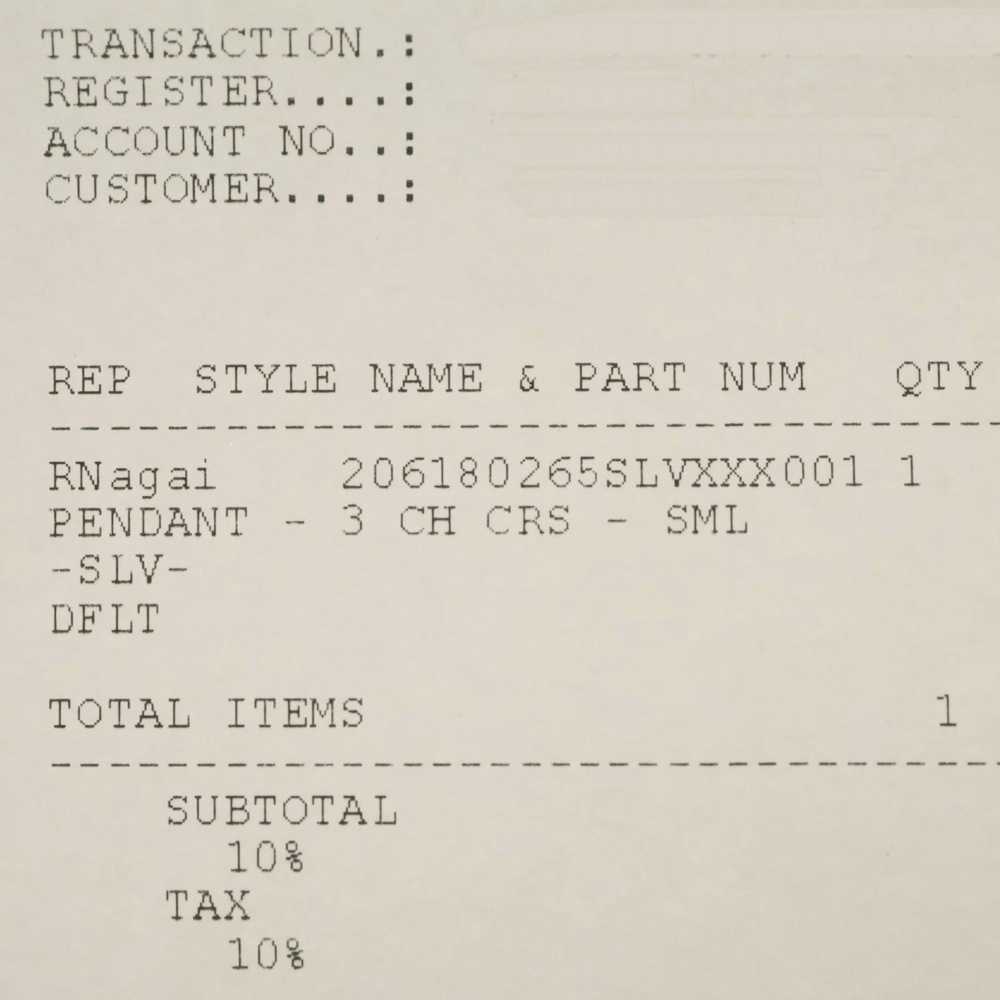 TRANSACTION.:
REGISTER....:
ACCOUNT NO..:
CUSTOMER....:
REP STYLE NAME & PART NUM QTY
--------------------------------
RNagai 206180265SLVXXX001 1
PENDANT - 3 CH CRS - SML
-SLV-
DFLT
TOTAL ITEMS 1
--------------------------------
SUBTOTAL
10%
TAX
10%